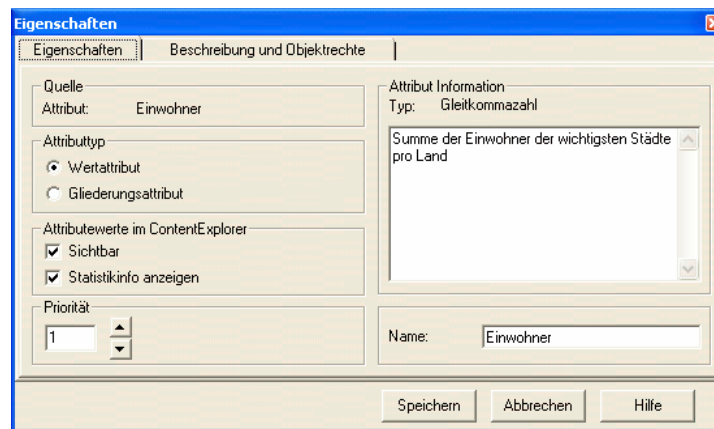 Eigenschaften
Eigenschaften
Beschreibung und Objektrechte
Quelle
Attribut: Einwohner
Attributtyp
Wertattribut
Gliederungsattribut
Attributewerte im ContentExplorer
Sichtbar
Statistikinfo anzeigen
Priorität
1
Attribut Information
Typ: Gleitkommazahl
Summe der Einwohner der wichtigsten Städte
pro Land
Name: Einwohner
Speichern
Abbrechen
Hilfe